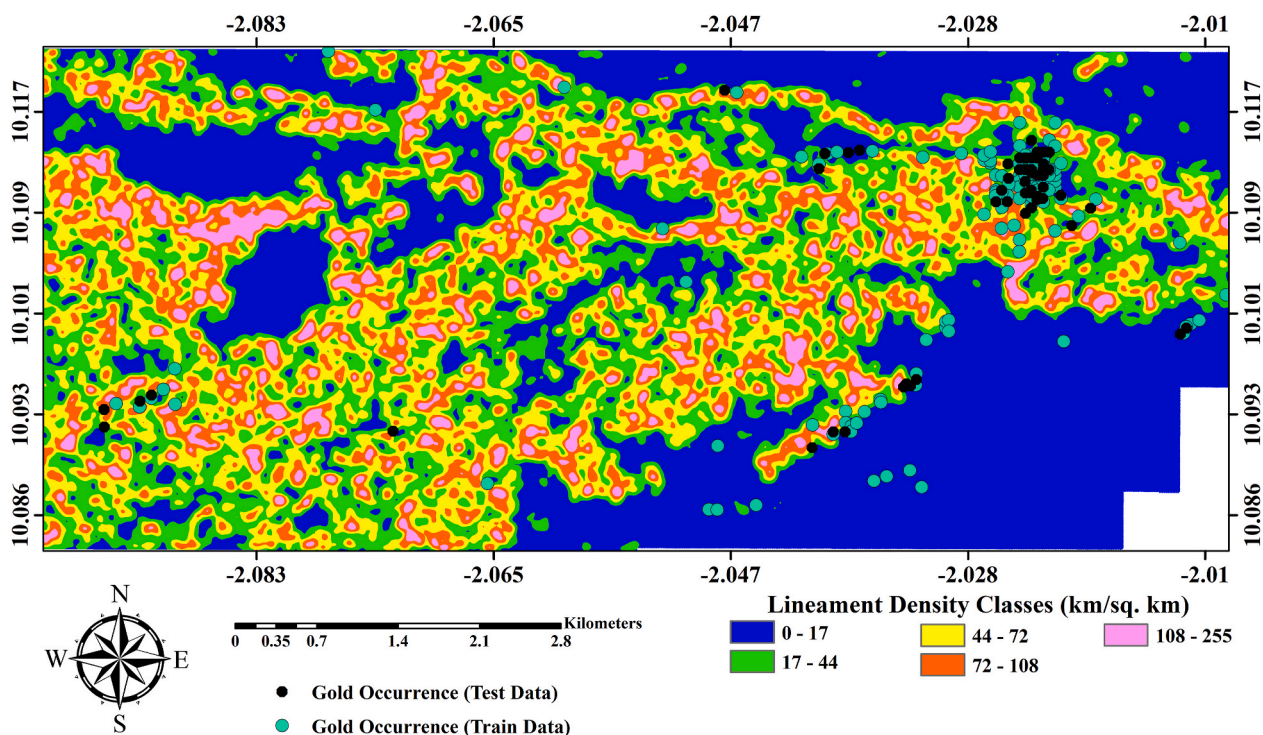 -2.083 -2.065 -2.047 -2.028 -2.01
10.117 10.117
10.109 10.109
10.101 10.101
10.093 10.093
10.086 10.086
-2.083 -2.065 -2.047 -2.028 -2.01
N
W E
S
Kilometers
0 0.35 0.7 1.4 2.1 2.8
Gold Occurrence (Test Data)
Gold Occurrence (Train Data)
Lineament Density Classes (km/sq. km)
0 - 17 44 - 72 108 - 255
17 - 44 72 - 108